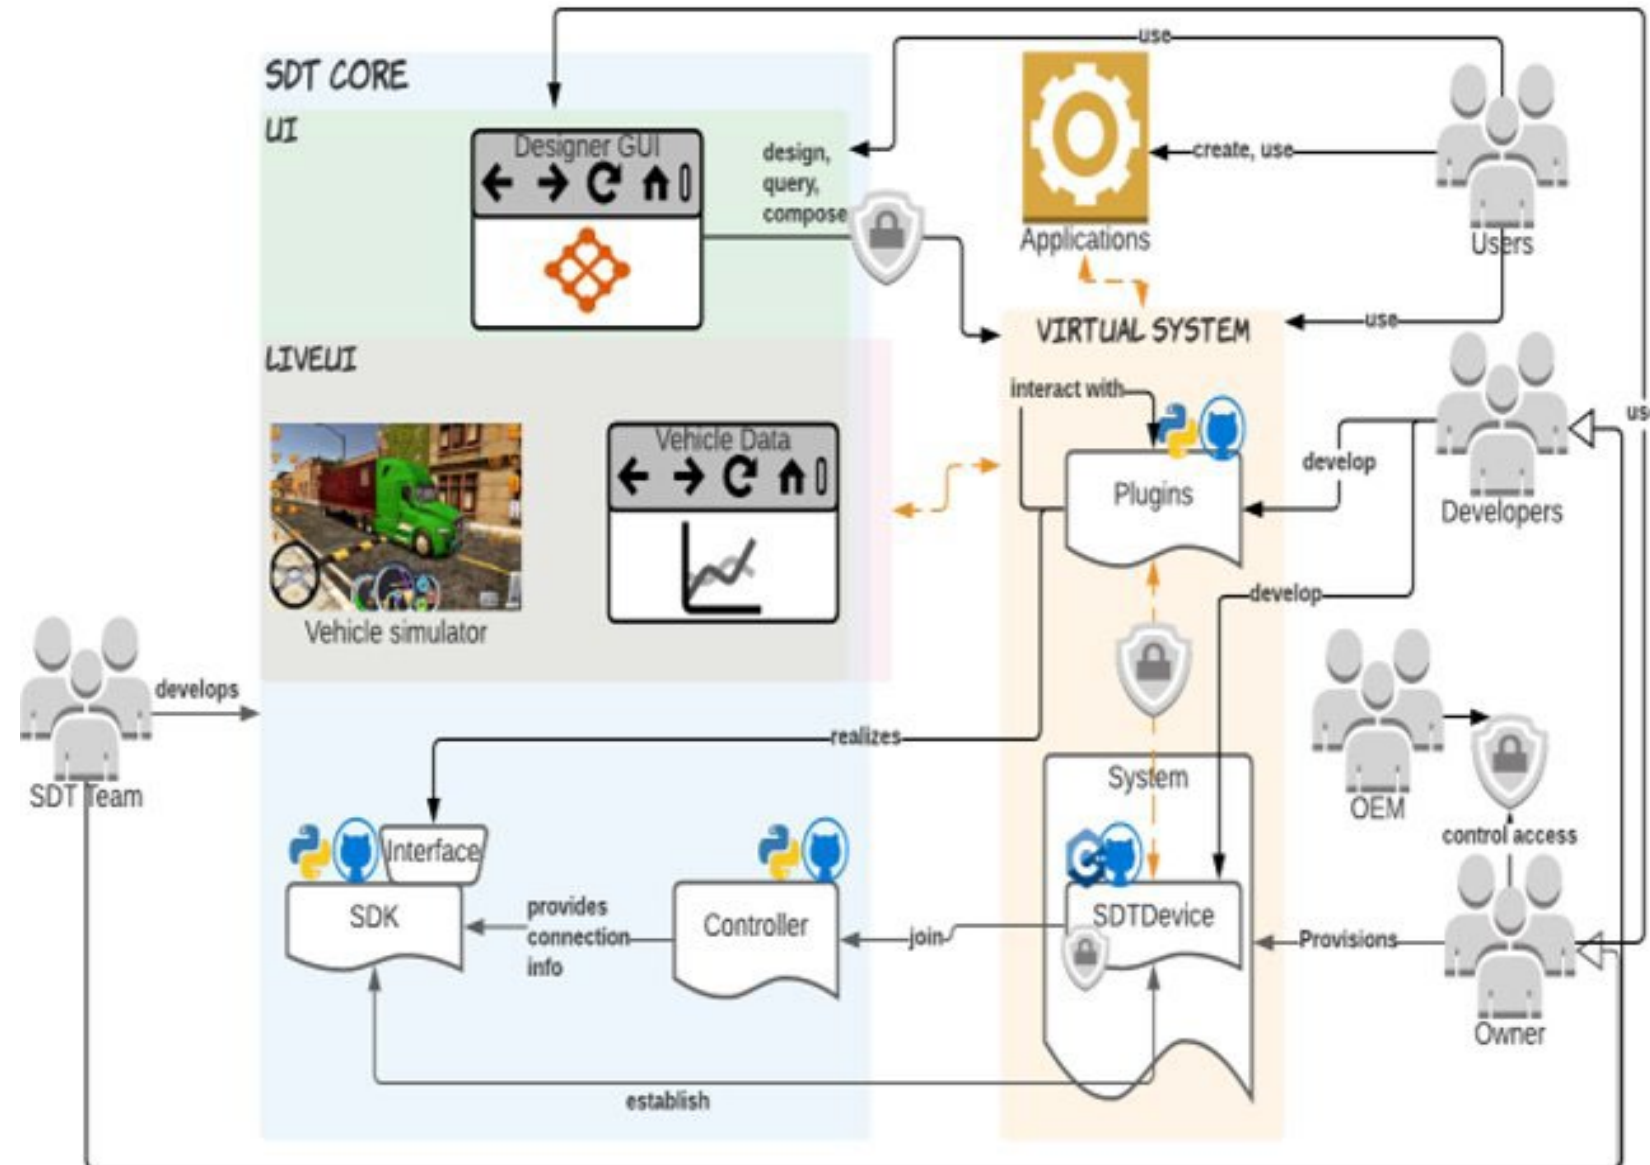 SDT CORE
use
UI
Designer GUI
design,
query,
compose
create, use
Applications
Users
LIVEUI
VIRTUAL SYSTEM
use
interact with
Vehicle Data
Plugins
develop
Developers
us
develop
Vehicle simulator
develops
SDT Team
realizes
System
OEM
control access
Interface
SDK
provides
connection
info
Controller
join
SDTDevice
Provisions
Owner
establish